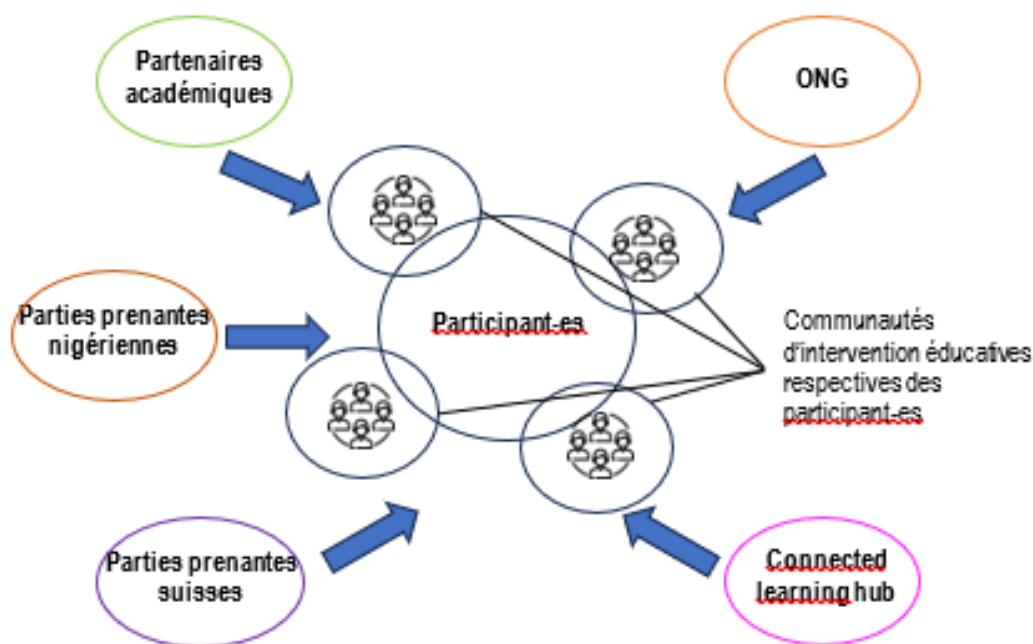 Partenaires
académiques
ONG
Parties prenantes
nigériennes
Participant-es
Communautés
d'intervention éducatives
respectives des
participant-es
Parties prenantes
suisses
Connected
learning hub